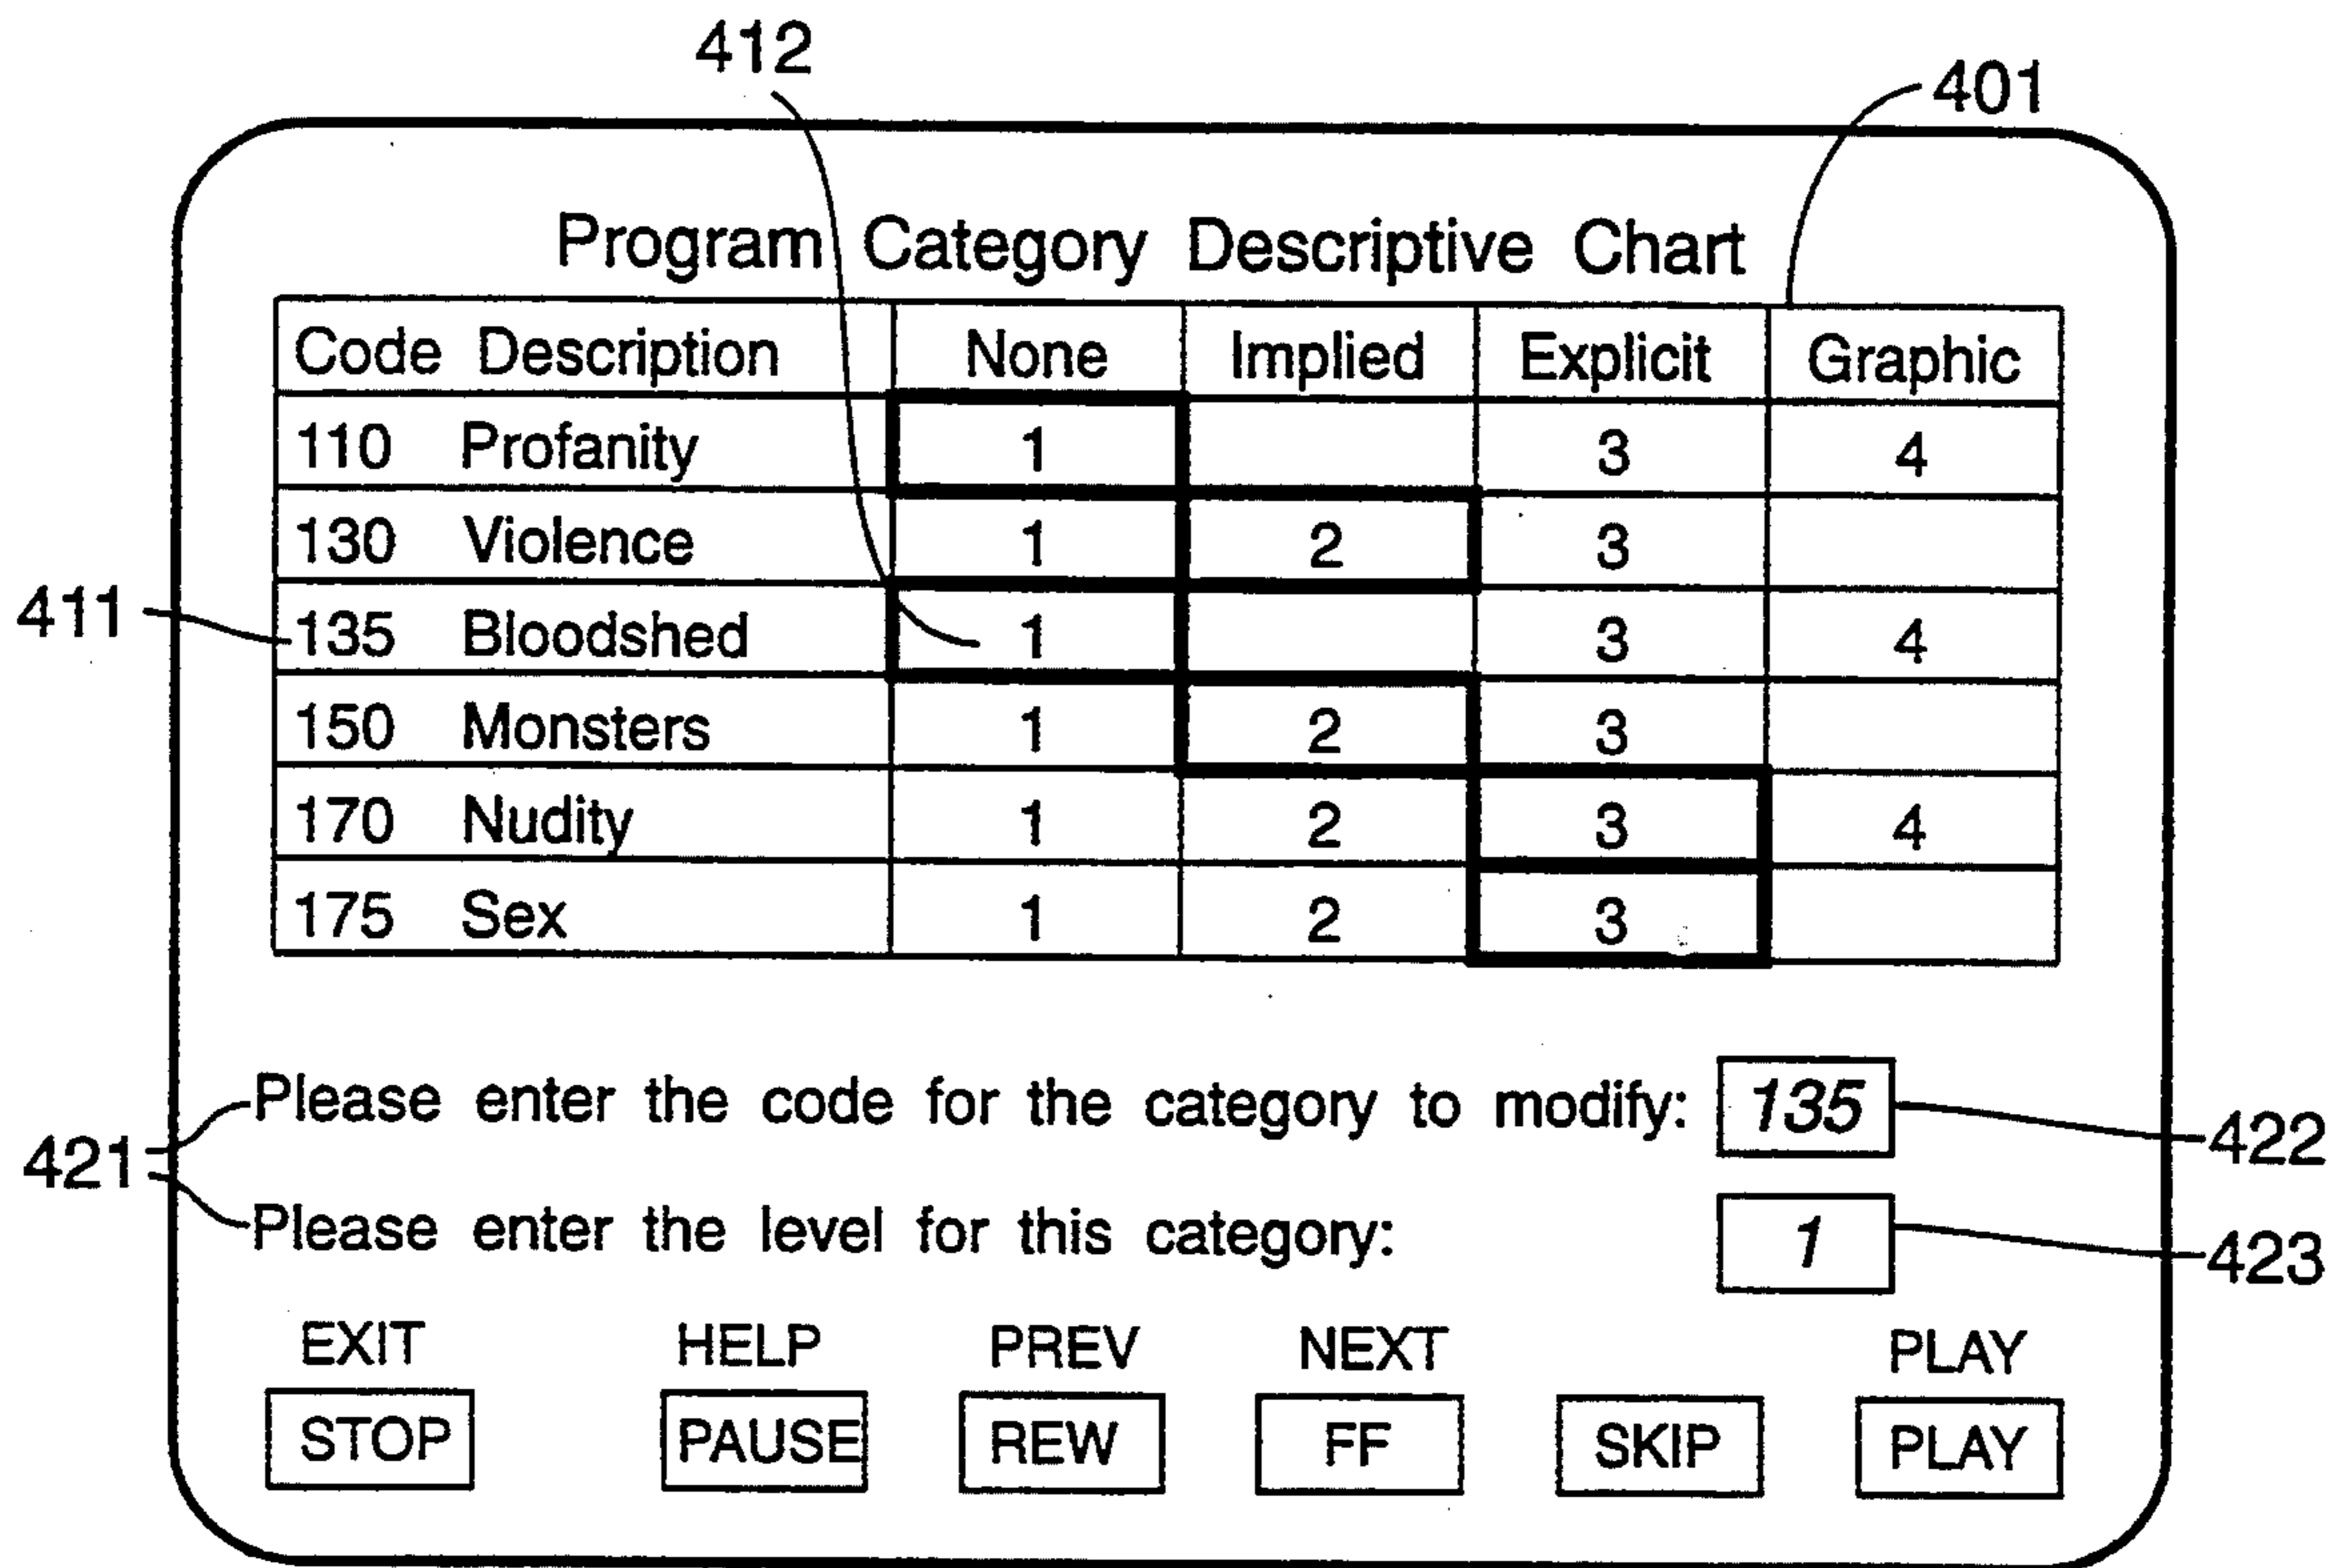 412
401
Program Category Descriptive Chart
Code Description None Implied Explicit Graphic
110 Profanity 1 3 4
130 Violence 1 2 3
411
135 Bloodshed 1 3 4
150 Monsters 1 2 3
170 Nudity 1 2 3 4
175 Sex 1 2 3
Please enter the code for the category to modify: 135
422
421
Please enter the level for this category: 1
423
EXIT HELP PREV NEXT PLAY
STOP PAUSE REW FF SKIP PLAY